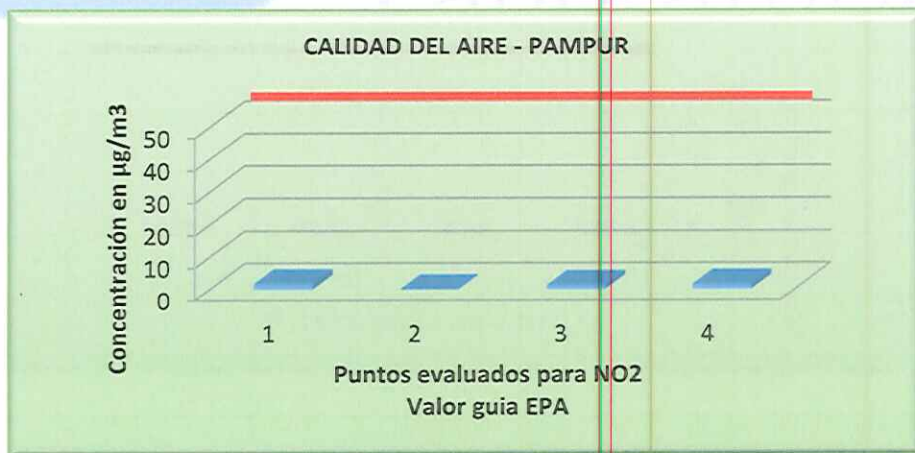 CALIDAD DEL AIRE - PAMPUR
Concentración en µg/m3
50
40
30
20
10
0
1 2 3 4
Puntos evaluados para NO2
Valor guia EPA